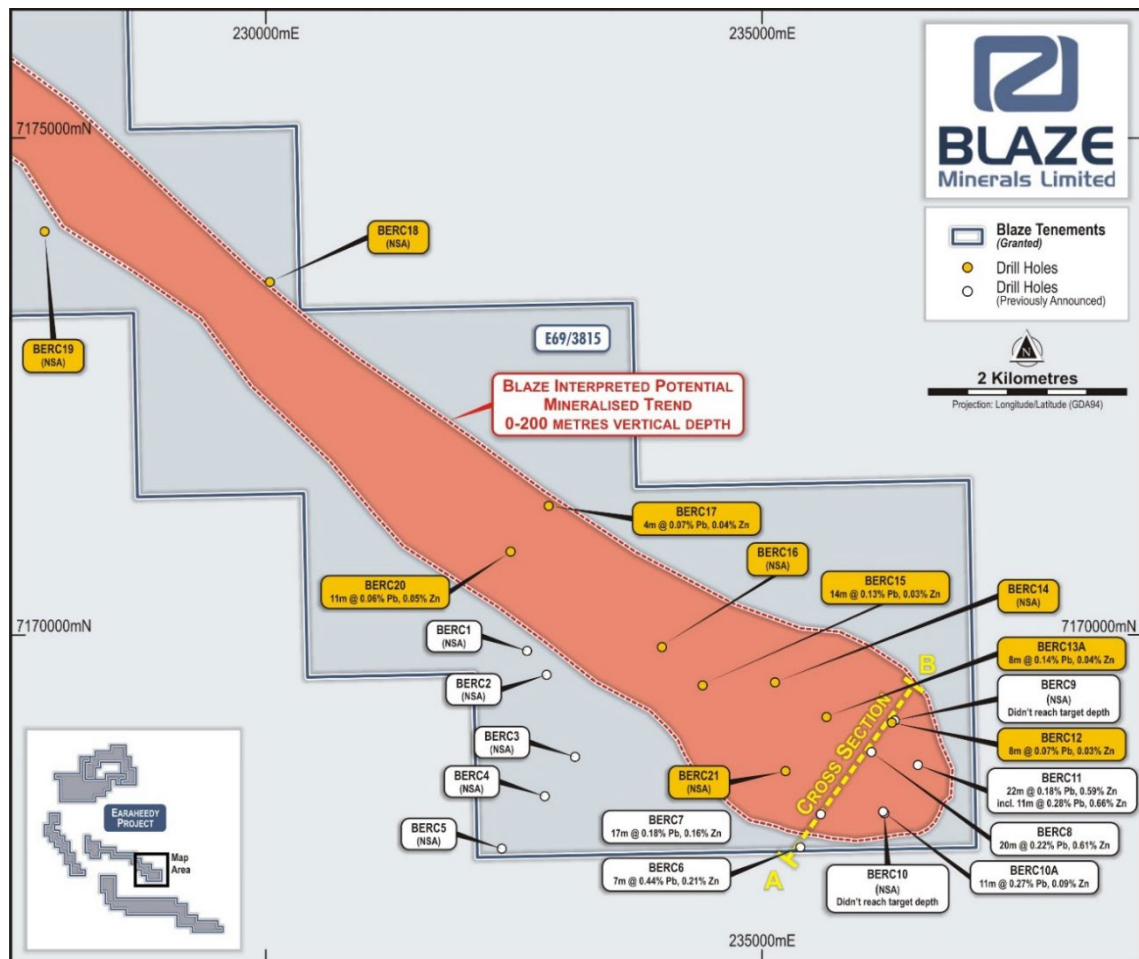 230000mE
235000mE
BLAZE
Minerals Limited
7175000mN
BERC18
(NSA)
Blaze Tenements
(Granted)
Drill Holes
Drill Holes
(Previously Announced)
BERC19
(NSA)
E69/3815
N
2 Kilometres
Projection: Longitude/Latitude (GDA94)
BLAZE INTERPRETED POTENTIAL
MINERALISED TREND
0-200 METRES VERTICAL DEPTH
BERC17
4m @ 0.07% Pb, 0.04% Zn
BERC16
(NSA)
BERC20
11m @ 0.06% Pb, 0.05% Zn
BERC15
14m @ 0.13% Pb, 0.03% Zn
BERC14
(NSA)
7170000mN
7170000mN
BERC1
(NSA)
BERC13A
8m @ 0.14% Pb, 0.04% Zn
BERC2
(NSA)
B
BERC9
(NSA)
Didn't reach target depth
BERC3
(NSA)
CROSS SECTION
BERC12
8m @ 0.07% Pb, 0.03% Zn
BERC4
(NSA)
BERC21
(NSA)
BERC11
22m @ 0.18% Pb, 0.59% Zn
incl. 11m @ 0.28% Pb, 0.66% Zn
BERC5
(NSA)
BERC7
17m @ 0.18% Pb, 0.16% Zn
BERC8
20m @ 0.22% Pb, 0.61% Zn
BERC6
7m @ 0.44% Pb, 0.21% Zn
A
BERC10
(NSA)
Didn't reach target depth
BERC10A
11m @ 0.27% Pb, 0.09% Zn
EARAHEEDY
PROJECT
Map
Area
235000mE